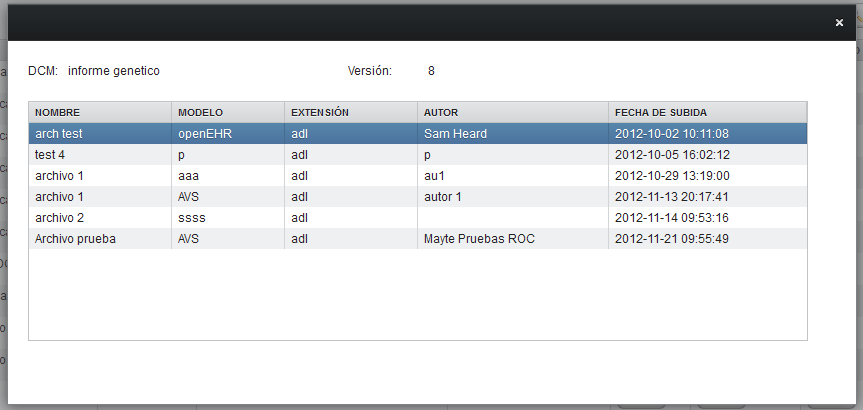 ×
DCM: informe genetico Versión: 8
NOMBRE MODELO EXTENSIÓN AUTOR FECHA DE SUBIDA
arch test openEHR adl Sam Heard 2012-10-02 10:11:08
test 4 p adl p 2012-10-05 16:02:12
archivo 1 aaa adl au1 2012-10-29 13:19:00
archivo 1 AVS adl autor 1 2012-11-13 20:17:41
archivo 2 ssss adl 2012-11-14 09:53:16
Archivo prueba AVS adl Mayte Pruebas ROC 2012-11-21 09:55:49